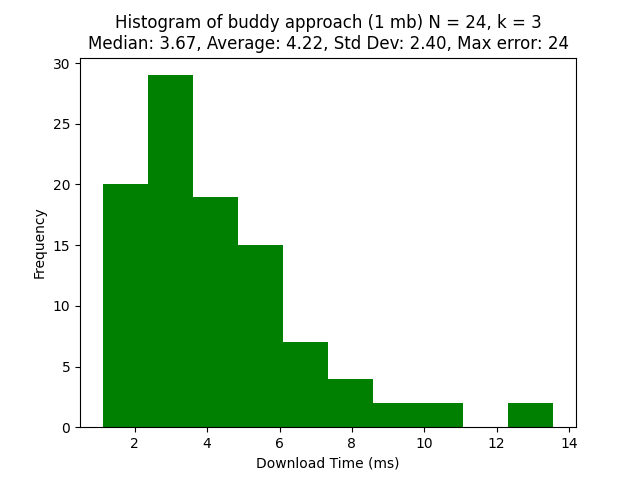 Histogram of buddy approach (1 mb) N = 24, k = 3
Median: 3.67, Average: 4.22, Std Dev: 2.40, Max error: 24
30
25
20
15
10
5
0
Frequency
2 4 6 8 10 12 14
Download Time (ms)